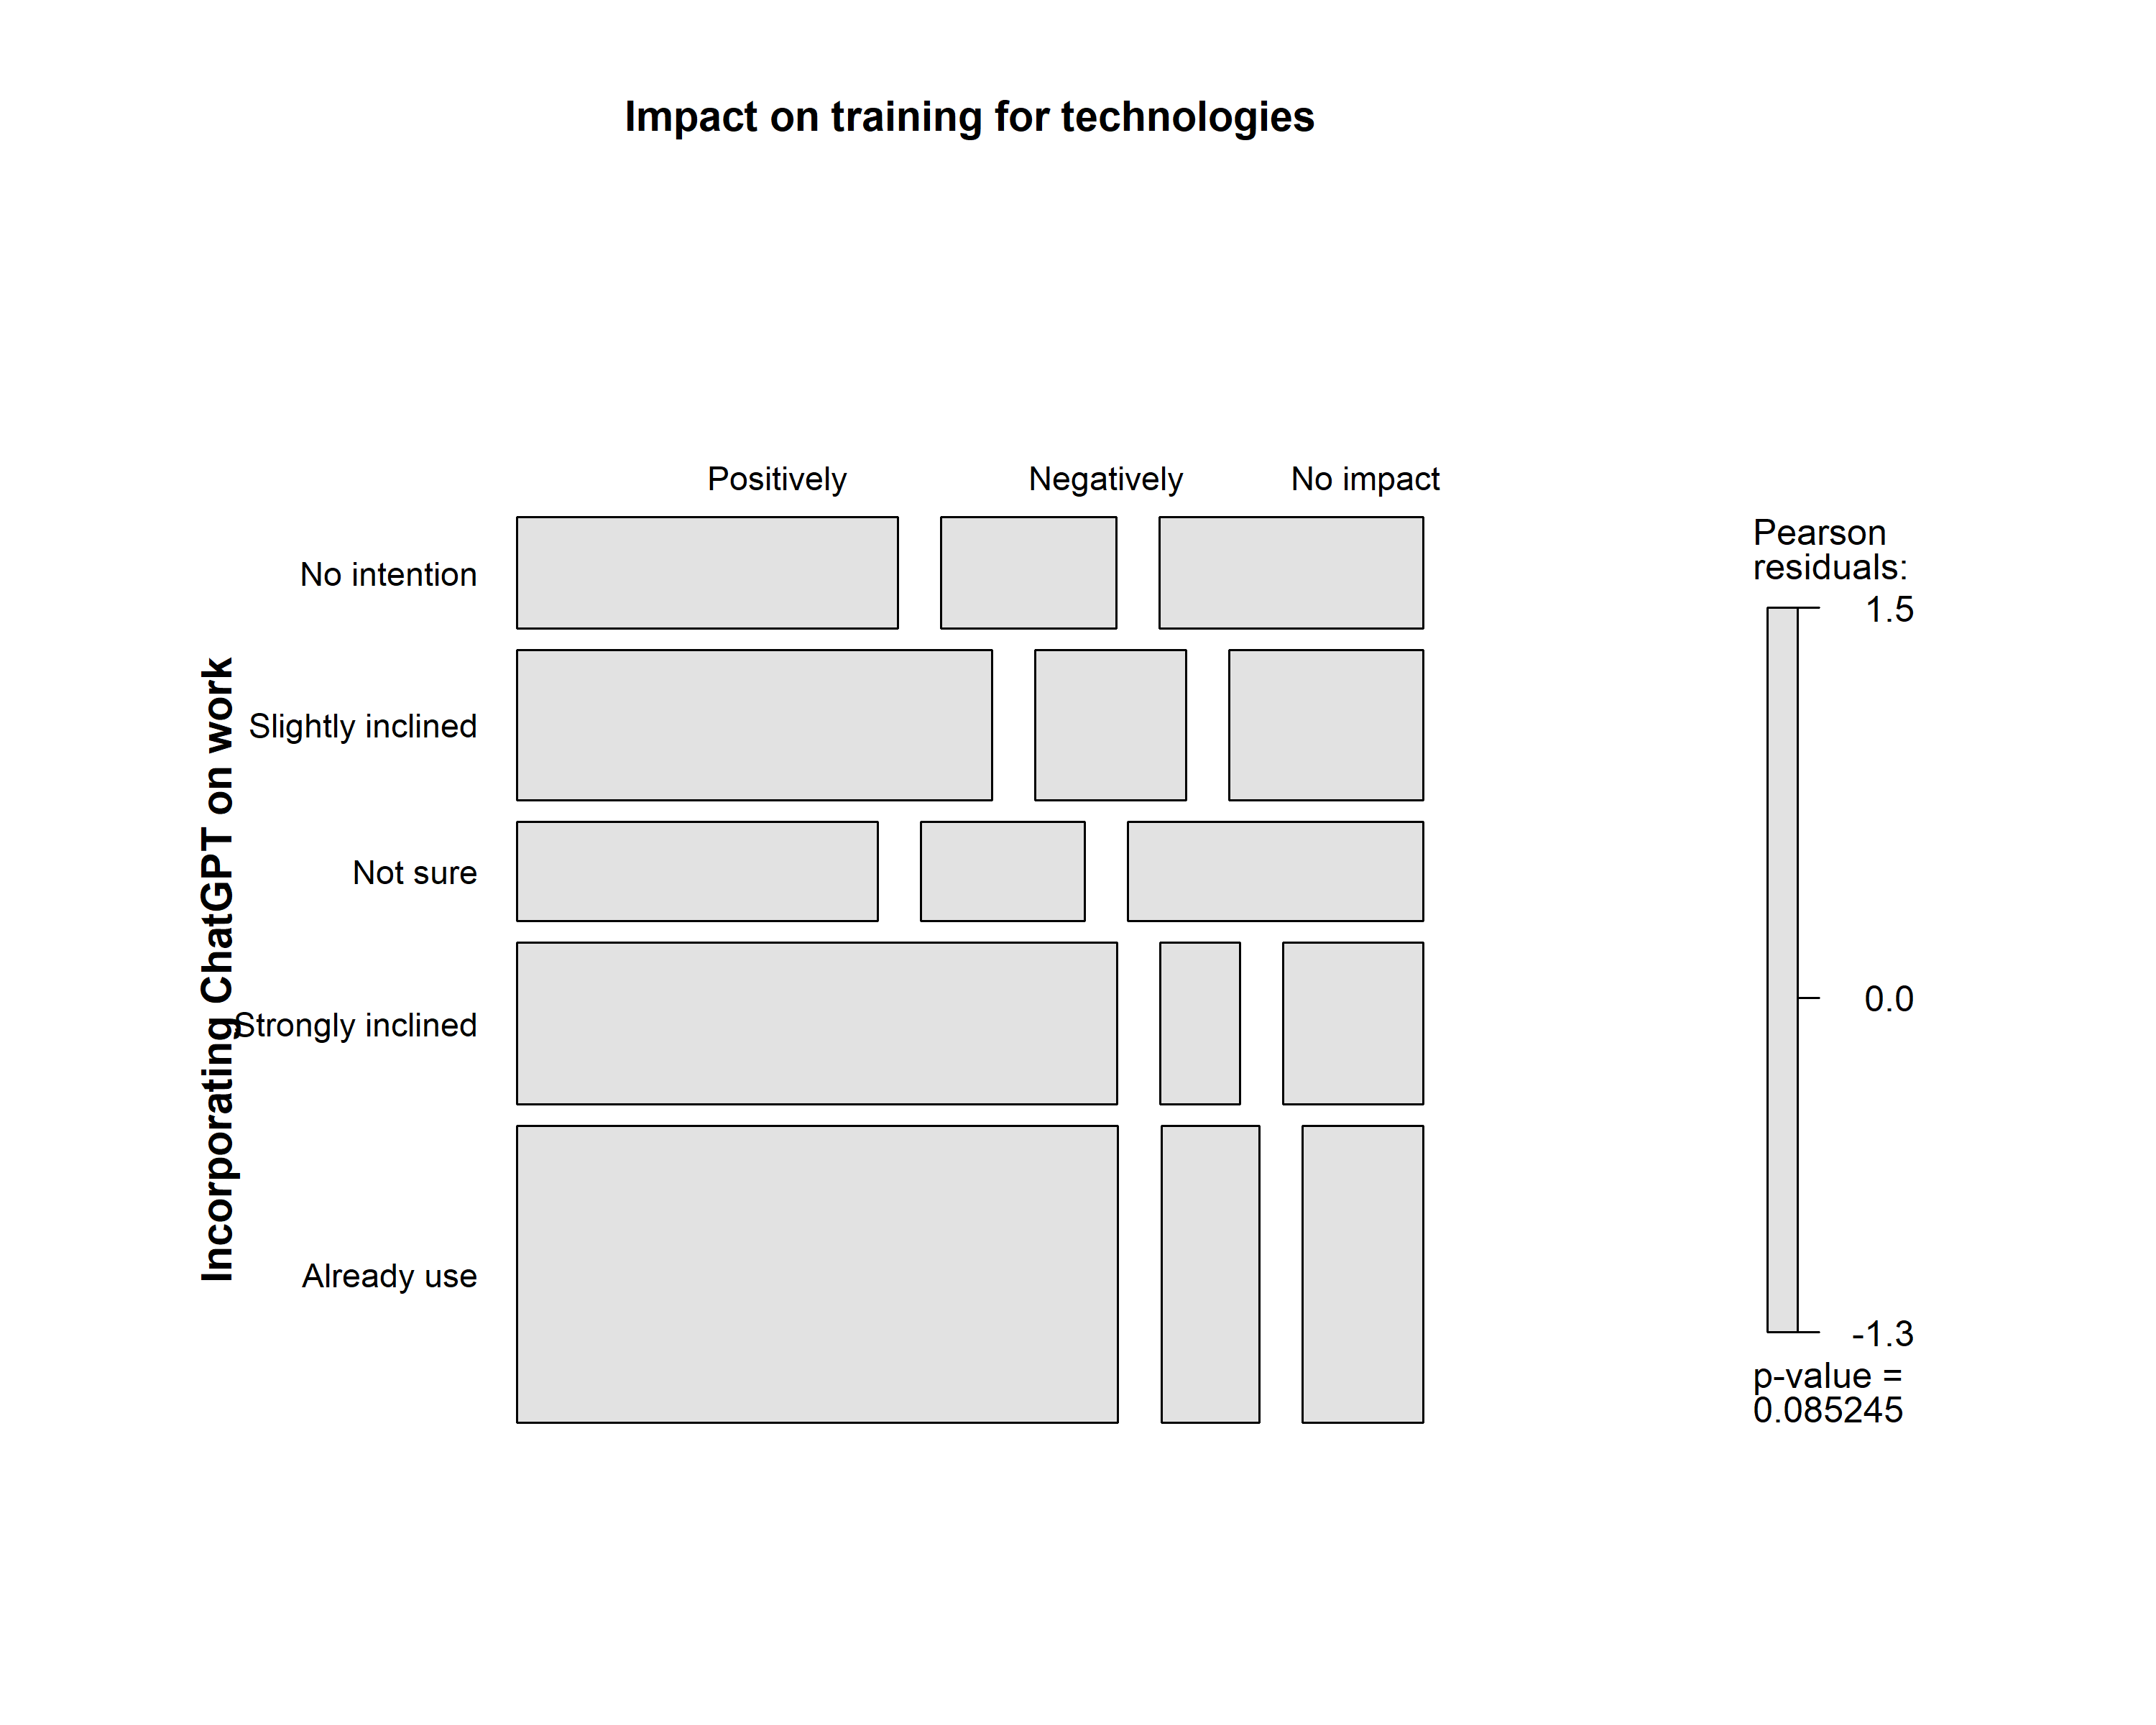 Impact on training for technologies
Positively Negatively No impact
Incorporating ChatGPT on work
No intention
Slightly inclined
Not sure
Strongly inclined
Already use
Pearson
residuals:
1.5
0.0
-1.3
p-value =
0.085245